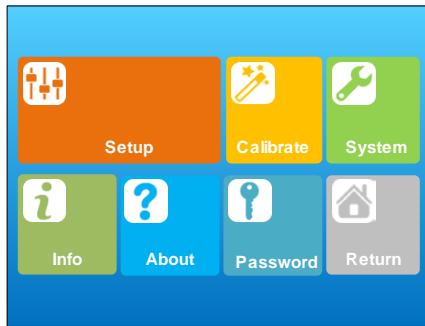 Setup
Calibrate
System
Info
About
Password
Return